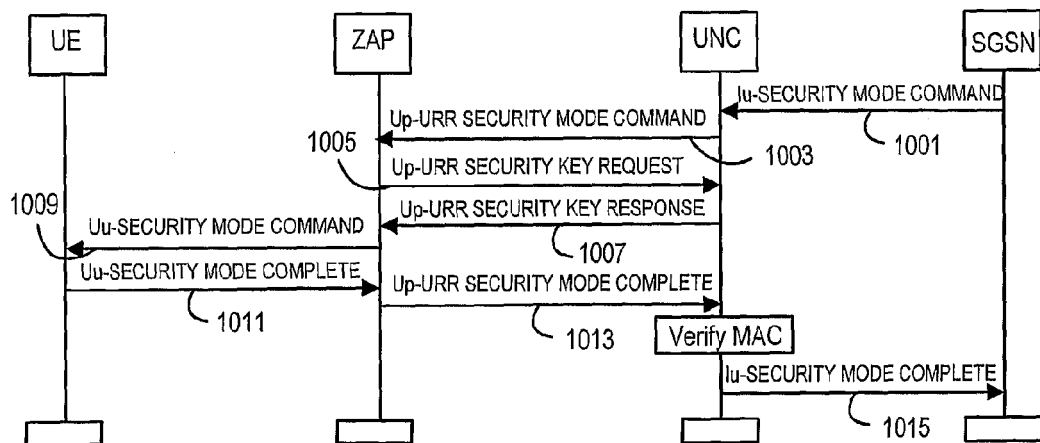 UE
ZAP
UNC
SGSN
Iu-SECURITY MODE COMMAND
1001
Up-URR SECURITY MODE COMMAND
1003
1005
Up-URR SECURITY KEY REQUEST
Up-URR SECURITY KEY RESPONSE
1007
1009
Uu-SECURITY MODE COMMAND
Uu-SECURITY MODE COMPLETE
1011
Up-URR SECURITY MODE COMPLETE
1013
Verify MAC
Iu-SECURITY MODE COMPLETE
1015